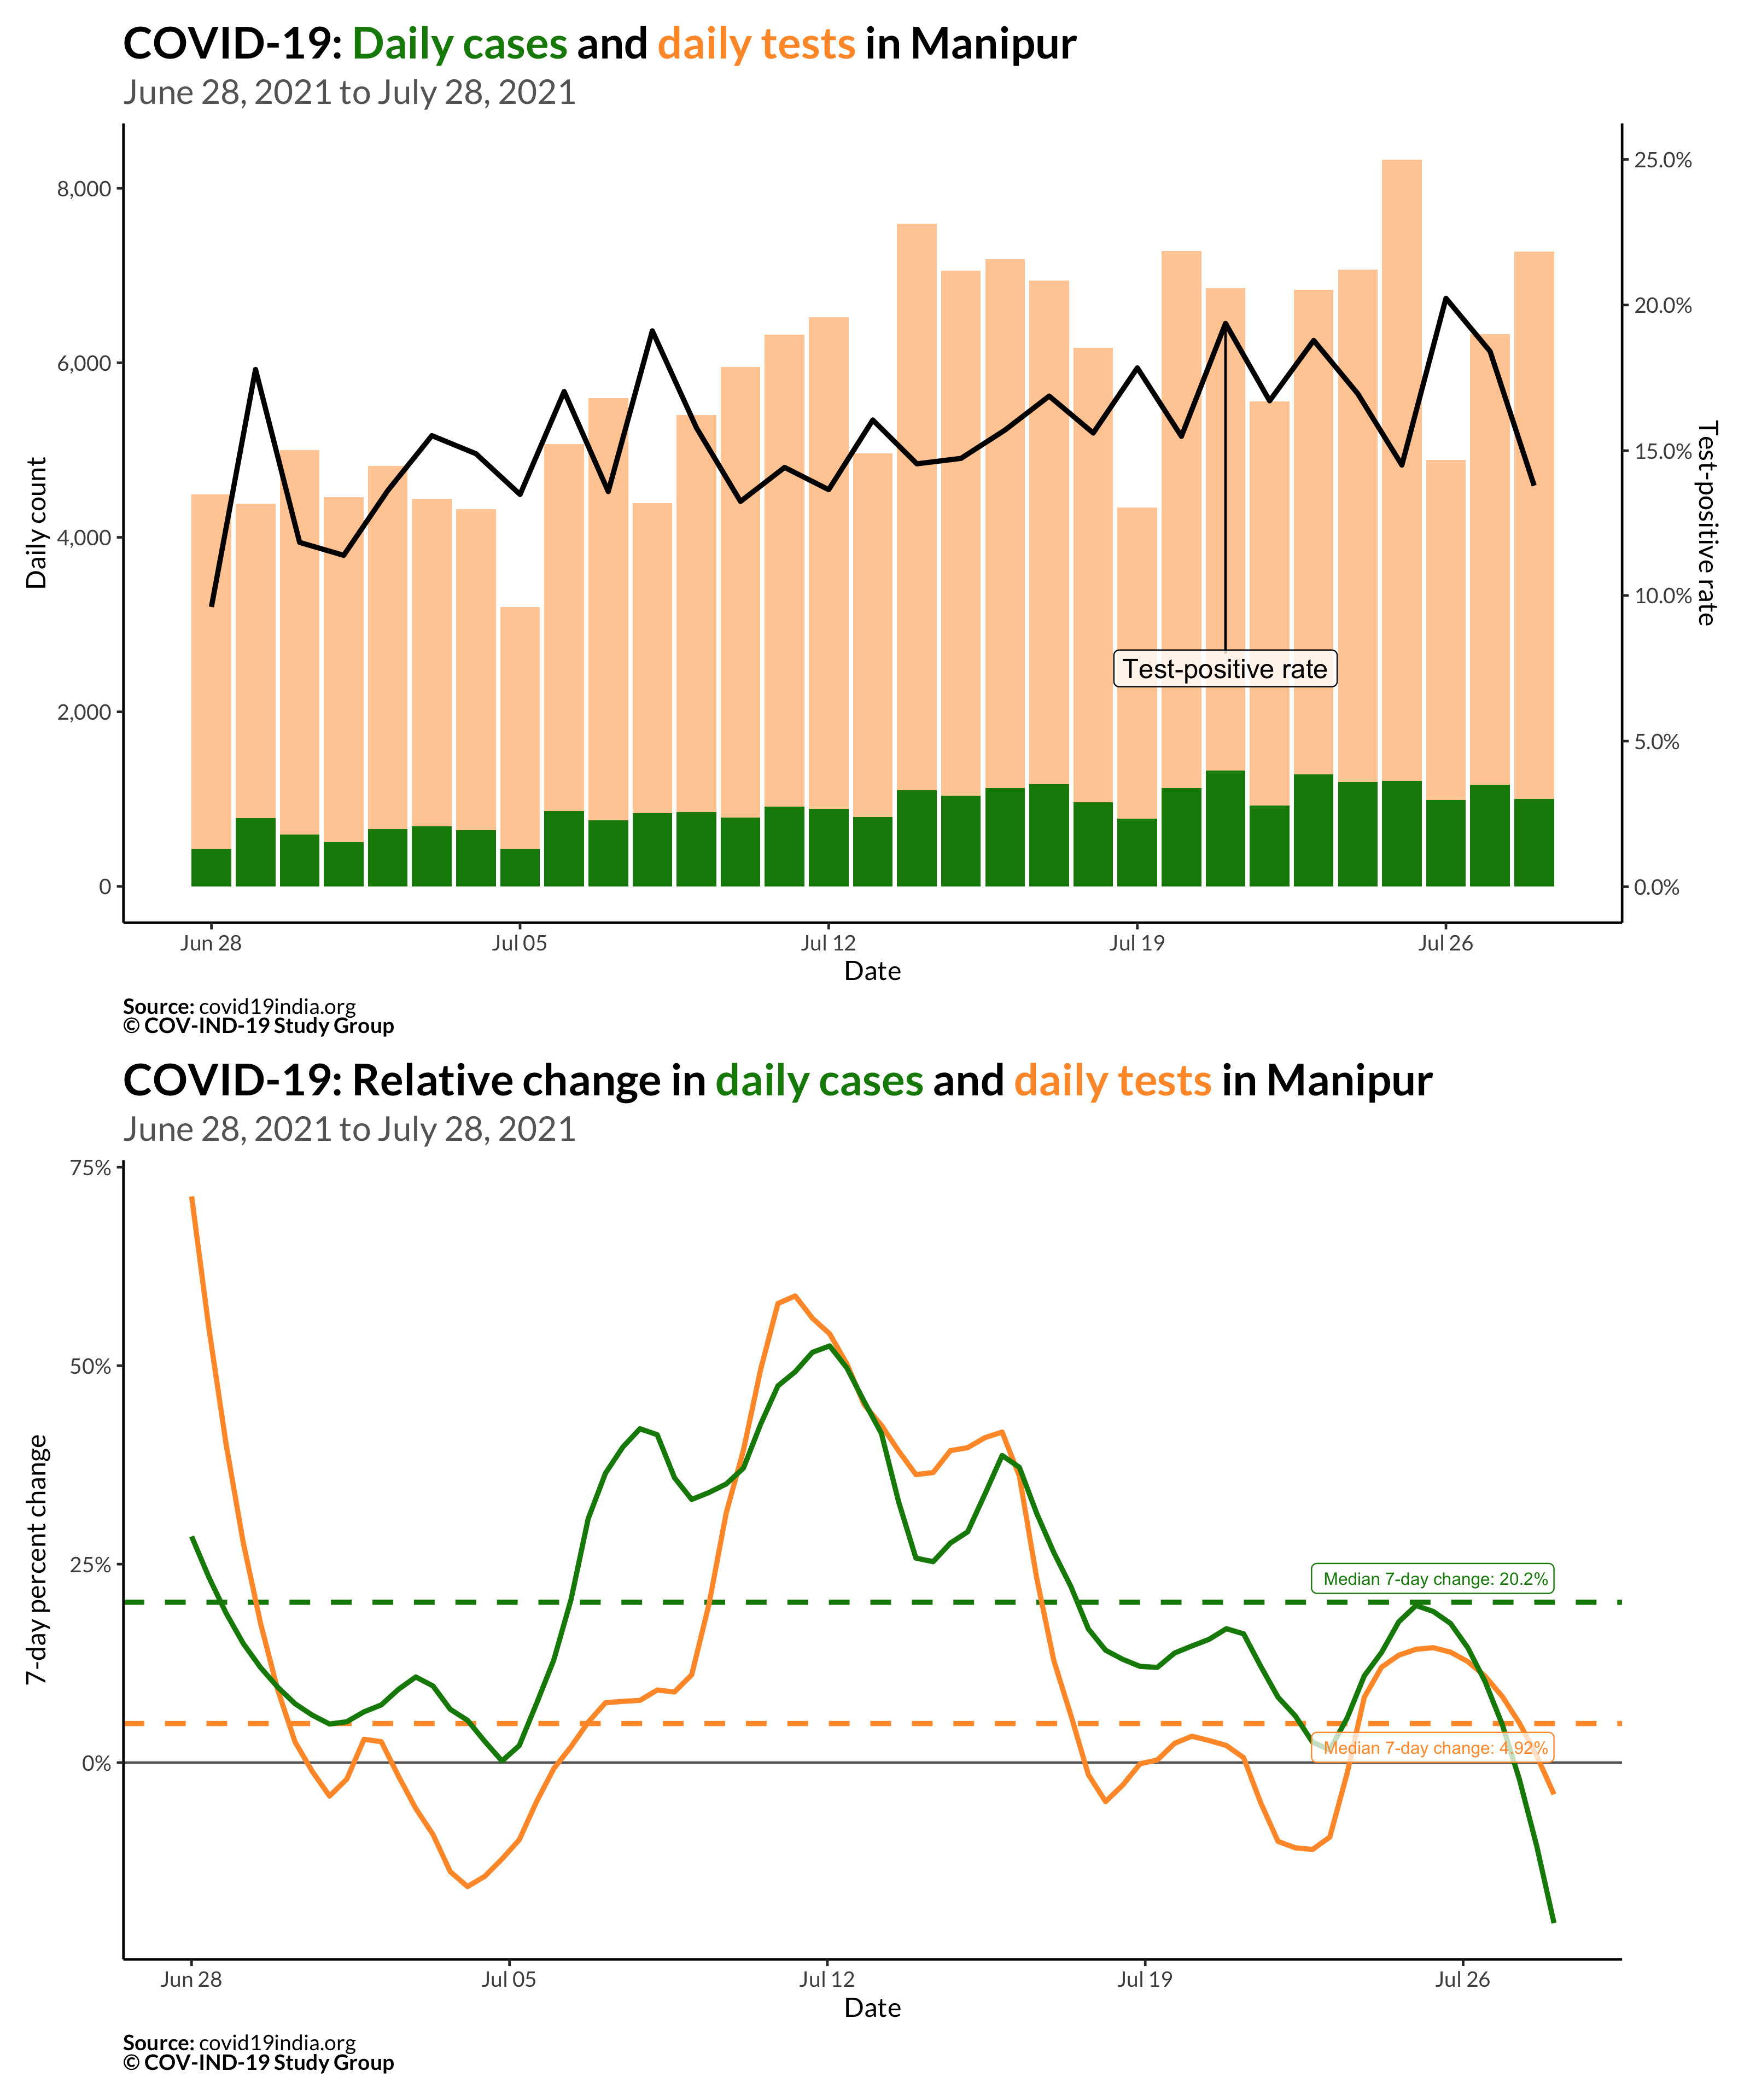 COVID-19: Daily cases and daily tests in Manipur
June 28, 2021 to July 28, 2021
Daily count
8,000
6,000
4,000
2,000
0
25.0%
20.0%
15.0%
10.0%
5.0%
0.0%
Test-positive rate
Test-positive rate
Jun 28
Jul 05
Jul 12
Jul 19
Jul 26
Date
Source: covid19india.org
© COV-IND-19 Study Group
COVID-19: Relative change in daily cases and daily tests in Manipur
June 28, 2021 to July 28, 2021
7-day percent change
75%
50%
25%
0%
Median 7-day change: 20.2%
Median 7-day change: 4.92%
Jun 28
Jul 05
Jul 12
Jul 19
Jul 26
Date
Source: covid19india.org
© COV-IND-19 Study Group